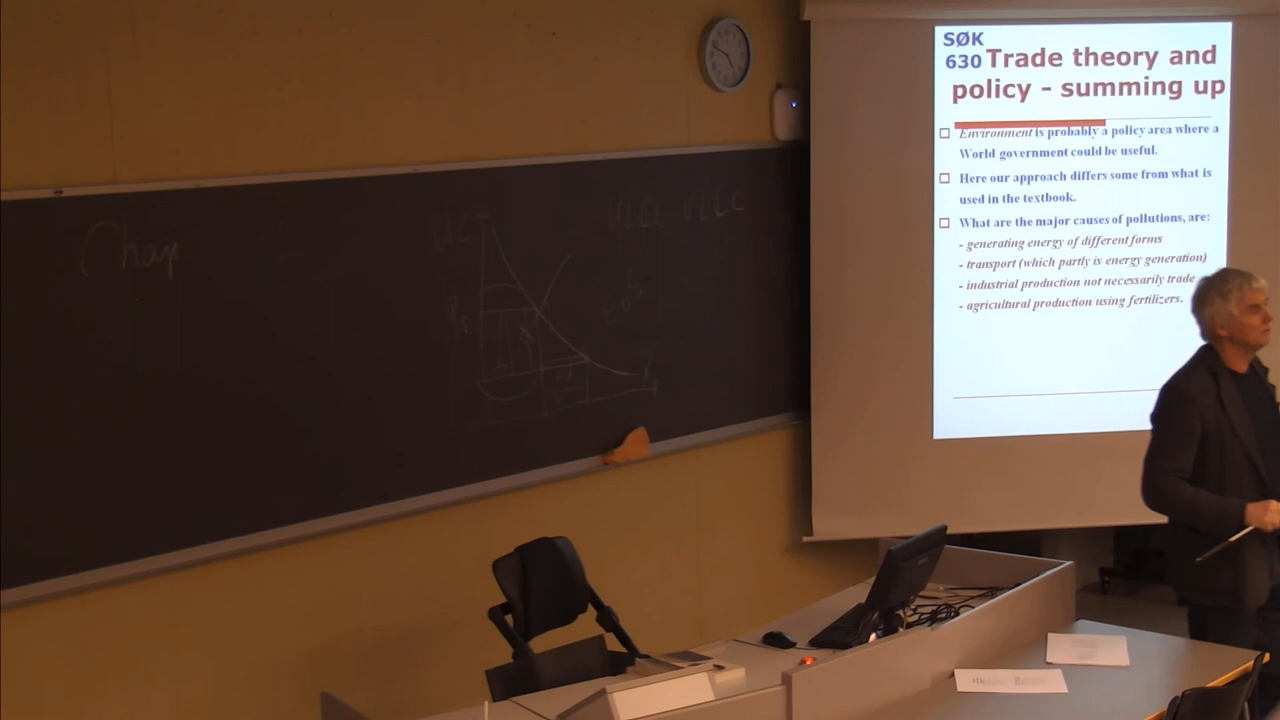 SØK
630 Trade theory and
policy - summing up
Environment is probably a policy area where a
World government could be useful.
Here our approach differs some from what is
used in the textbook.
What are the major causes of pollutions, are:
- generating energy of different forms
- transport (which partly is energy generation)
- industrial production not necessarily trade
- agricultural production using fertilizers.
Chap
VLCC VLCC